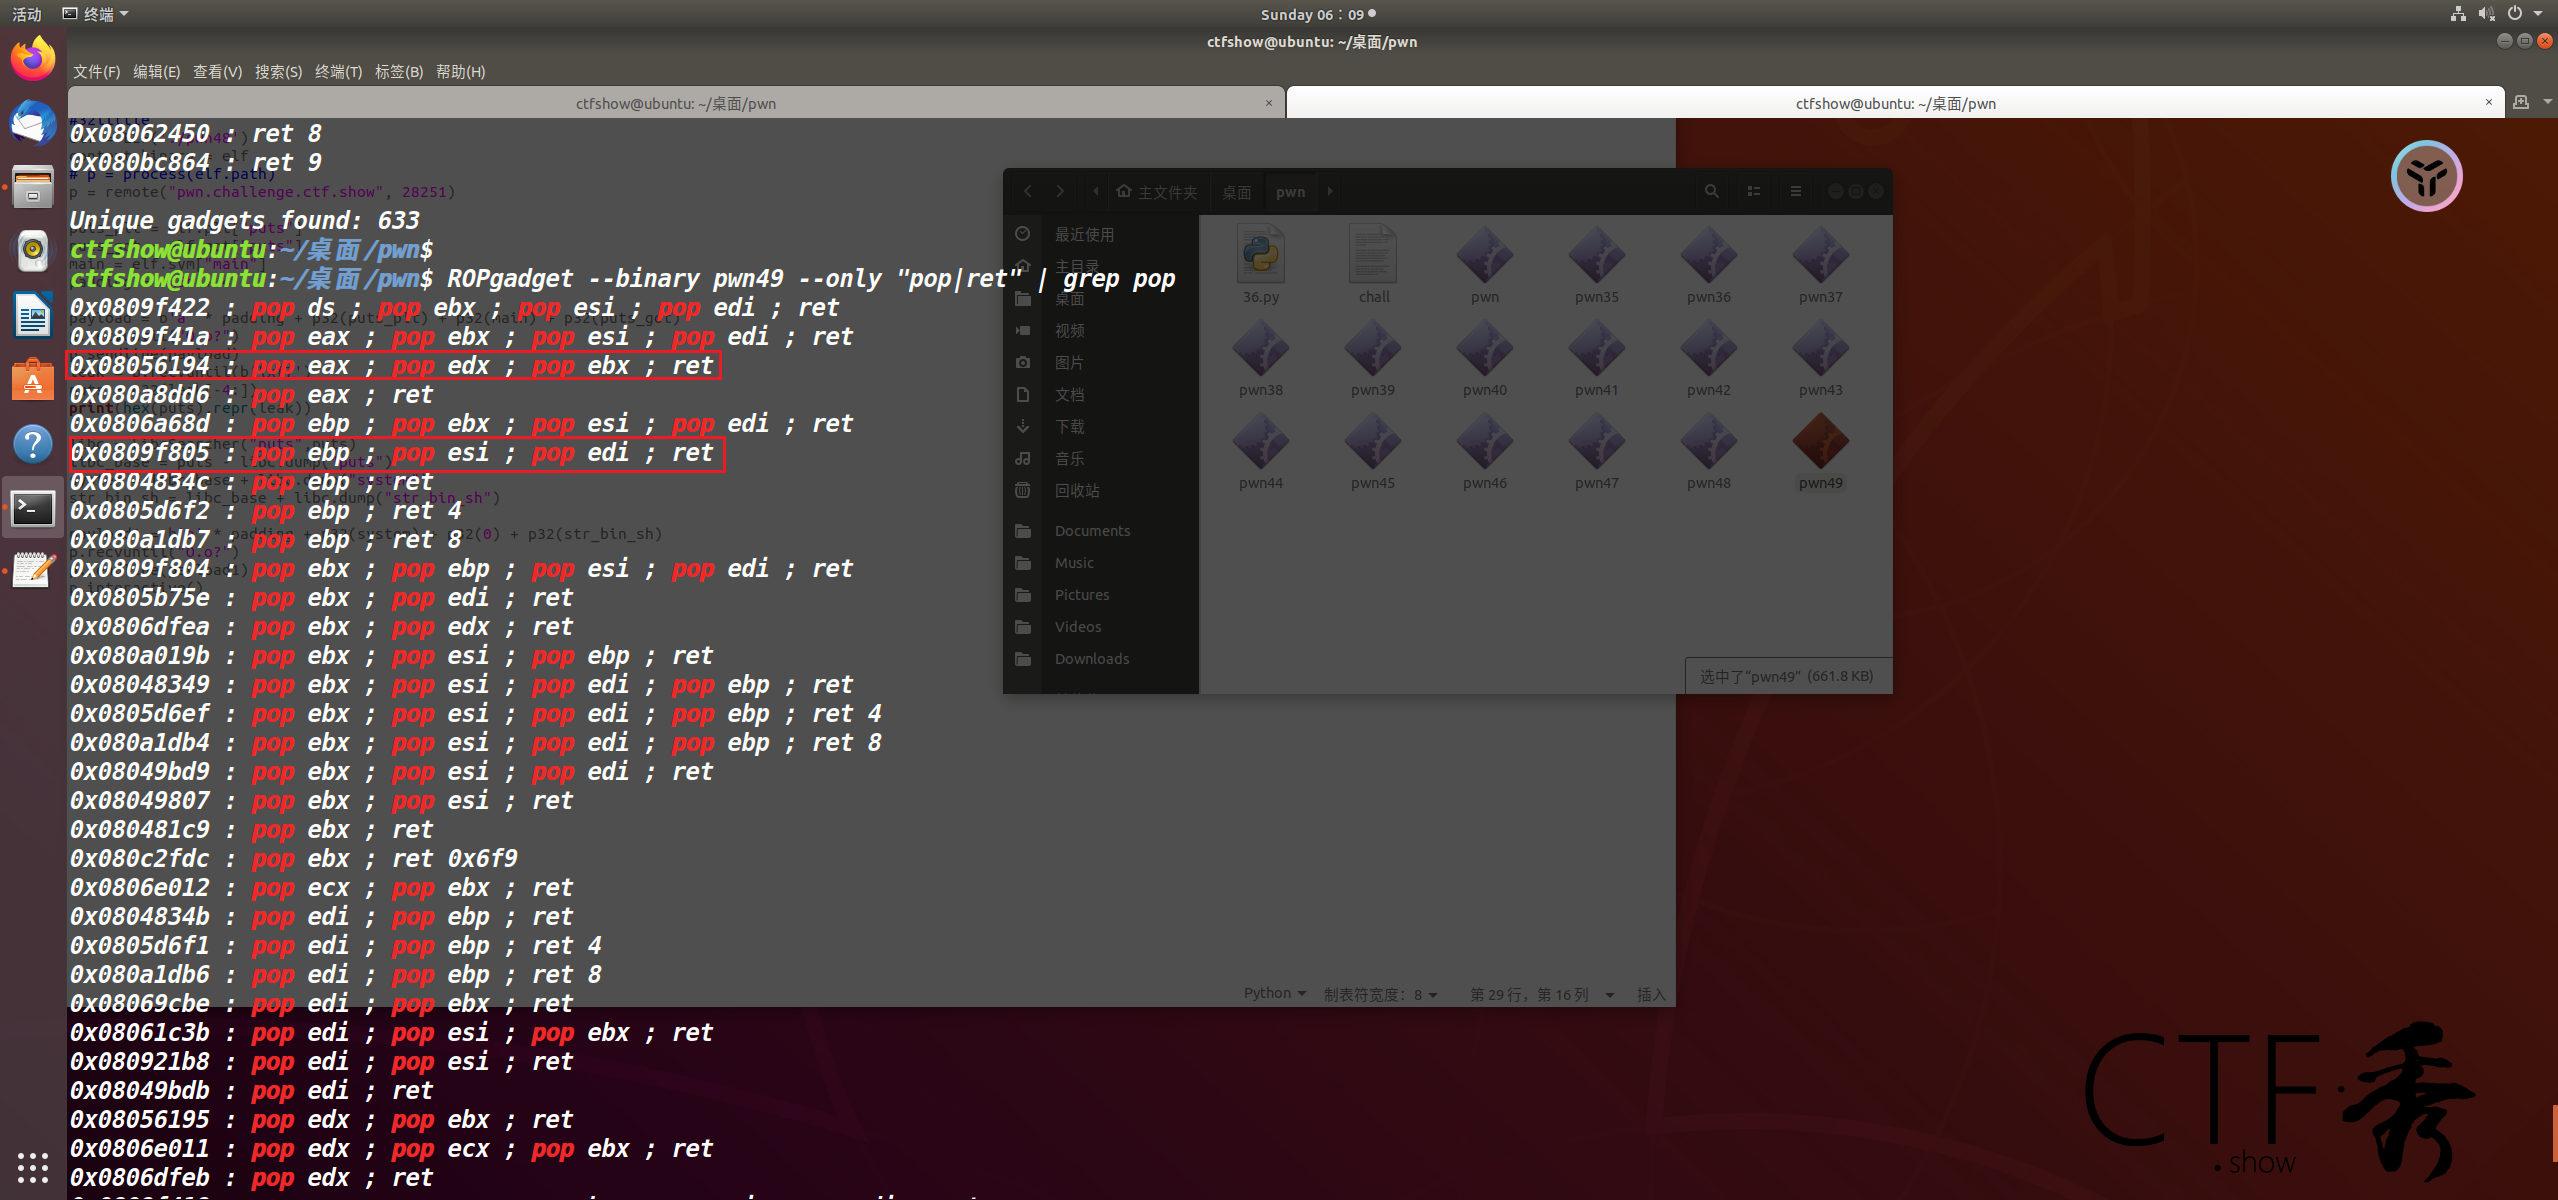 活动
终端
Sunday 06：09
ctfshow@ubuntu: ~/桌面/pwn
文件(F) 编辑(E) 查看(V) 搜索(S) 终端(T) 标签(B) 帮助(H)
ctfshow@ubuntu: ~/桌面/pwn
ctfshow@ubuntu: ~/桌面/pwn
0x08062450 : ret 8
0x080bc864 : ret 9
# p = process(elf.path)
p = remote("pwn.challenge.ctf.show", 28251)
Unique gadgets found: 633
ctfshow@ubuntu:~/桌面/pwn$
ctfshow@ubuntu:~/桌面/pwn$ ROPgadget --binary pwn49 --only "pop|ret" | grep pop
0x0809f422 : pop ds ; pop ebx ; pop esi ; pop edi ; ret
0x0809f41a : pop eax ; pop ebx ; pop esi ; pop edi ; ret
0x08056194 : pop eax ; pop edx ; pop ebx ; ret
0x080a8dd6 : pop eax ; ret
0x0806a68d : pop ebp ; pop ebx ; pop esi ; pop edi ; ret
0x0809f805 : pop ebp ; pop esi ; pop edi ; ret
0x0804834c : pop ebp ; ret
0x0805d6f2 : pop ebp ; ret 4
0x080a1db7 : pop ebp ; ret 8
0x0809f804 : pop ebx ; pop ebp ; pop esi ; pop edi ; ret
0x0805b75e : pop ebx ; pop edi ; ret
0x0806dfea : pop ebx ; pop edx ; ret
0x080a019b : pop ebx ; pop esi ; pop ebp ; ret
0x08048349 : pop ebx ; pop esi ; pop edi ; pop ebp ; ret
0x0805d6ef : pop ebx ; pop esi ; pop edi ; pop ebp ; ret 4
0x080a1db4 : pop ebx ; pop esi ; pop edi ; pop ebp ; ret 8
0x08049bd9 : pop ebx ; pop esi ; pop edi ; ret
0x08049807 : pop ebx ; pop esi ; ret
0x080481c9 : pop ebx ; ret
0x080c2fdc : pop ebx ; ret 0x6f9
0x0806e012 : pop ecx ; pop ebx ; ret
0x0804834b : pop edi ; pop ebp ; ret
0x0805d6f1 : pop edi ; pop ebp ; ret 4
0x080a1db6 : pop edi ; pop ebp ; ret 8
0x08069cbe : pop edi ; pop ebx ; ret
0x08061c3b : pop edi ; pop esi ; pop ebx ; ret
0x080921b8 : pop edi ; pop esi ; ret
0x08049bdb : pop edi ; ret
0x08056195 : pop edx ; pop ebx ; ret
0x0806e011 : pop edx ; pop ecx ; pop ebx ; ret
0x0806dfeb : pop edx ; ret
主文件夹 桌面 pwn
最近使用
主目录
桌面
视频
图片
文档
下载
音乐
回收站
Documents
Music
Pictures
Videos
Downloads
36.py chall pwn pwn35 pwn36 pwn37
pwn38 pwn39 pwn40 pwn41 pwn42 pwn43
pwn44 pwn45 pwn46 pwn47 pwn48 pwn49
选中了“pwn49” (661.8 KB)
Python 制表符宽度：8 第 29 行，第 16 列 插入
CTF秀
.show